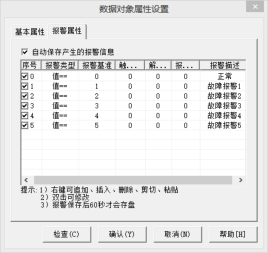 数据对象属性设置
基本属性 报警属性
自动保存产生的报警信息
序号 报警类型 报警基准 触... 解... 报... 报警描述
0 值== 0 0 0 0 正常
1 值== 1 0 0 0 故障报警1
2 值== 2 0 0 0 故障报警2
3 值== 3 0 0 0 故障报警3
4 值== 4 0 0 0 故障报警4
5 值== 5 0 0 0 故障报警5
提示:1) 右键可追加、插入、删除、剪切、粘贴
2) 双击可修改
3) 报警保存后60秒才会存盘
检查(C) 确认(Y) 取消(N) 帮助[H]